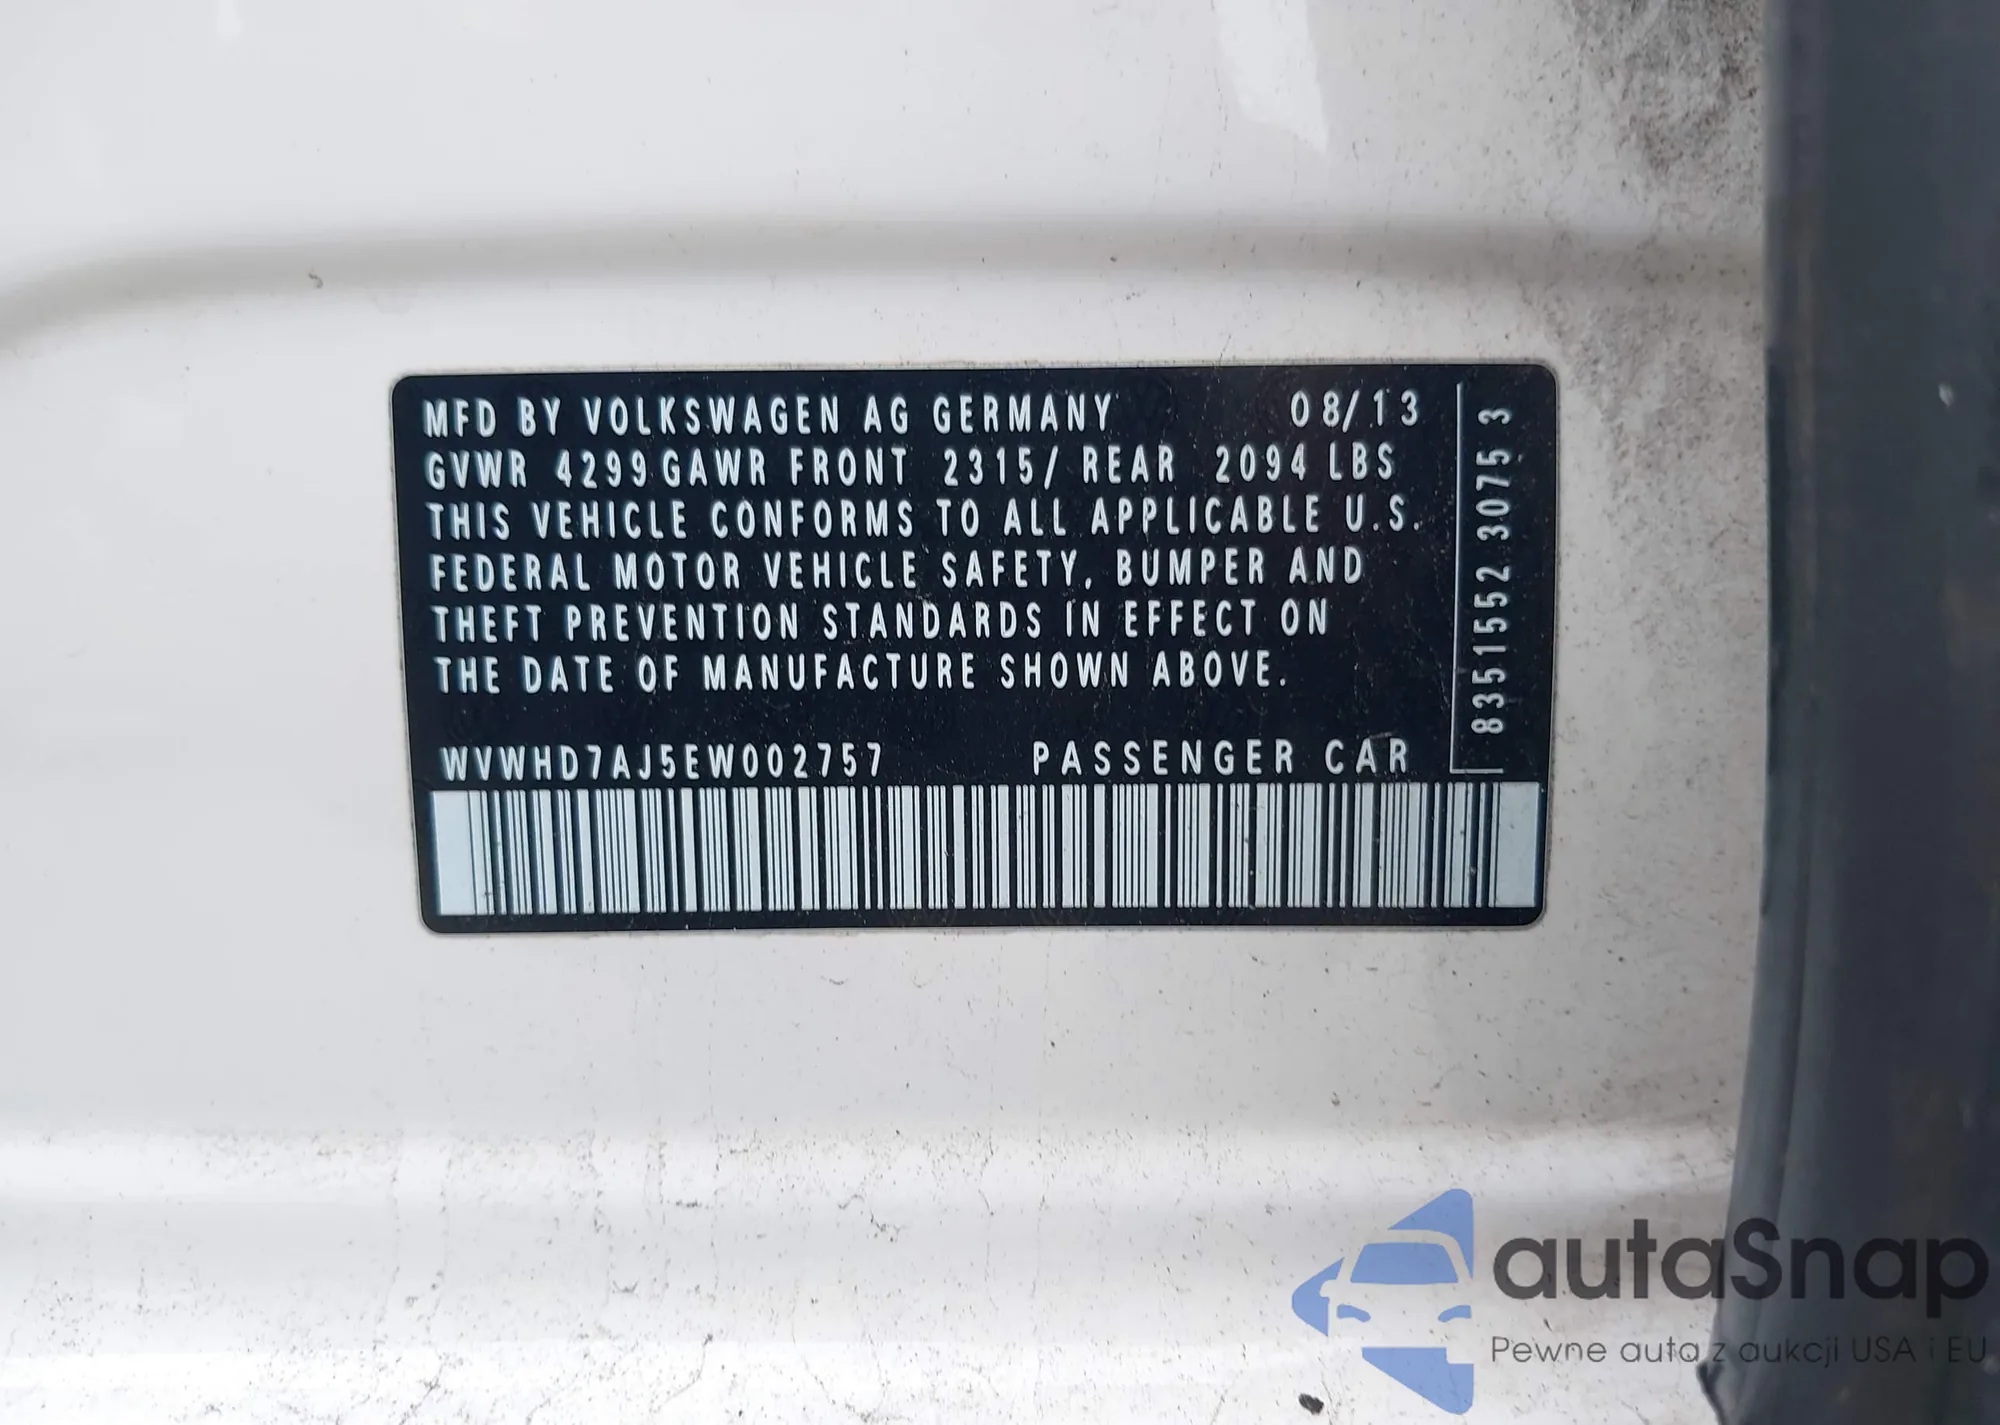 MFD BY VOLKSWAGEN AG GERMANY 08/13
GVWR 4299 GAWR FRONT 2315/ REAR 2094 LBS
THIS VEHICLE CONFORMS TO ALL APPLICABLE U.S.
FEDERAL MOTOR VEHICLE SAFETY, BUMPER AND
THEFT PREVENTION STANDARDS IN EFFECT ON
THE DATE OF MANUFACTURE SHOWN ABOVE.
WVWHD7AJ5EW002757 PASSENGER CAR
8351552 3075 3
autaSnap
Pewne auta z aukcji USA i EU